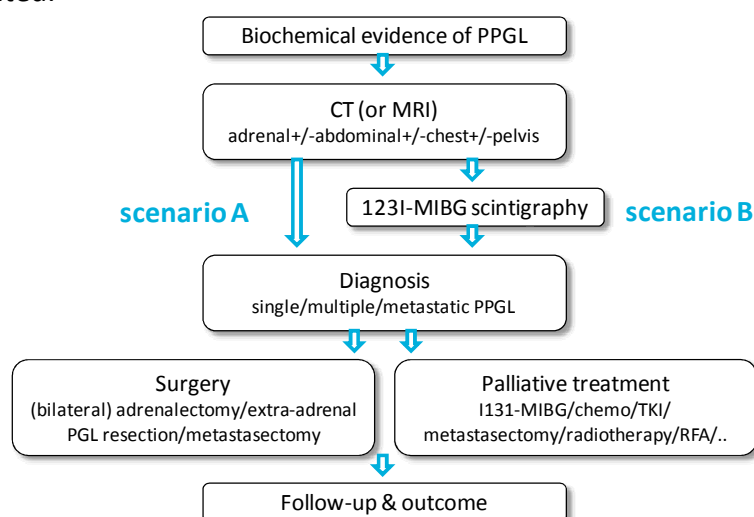 Biochemical evidence of PPGL
CT (or MRI)
adrenal+/-abdominal+/-chest+/-pelvis
scenario A
123I-MIBG scintigraphy
scenario B
Diagnosis
single/multiple/metastatic PPGL
Surgery
(bilateral) adrenalectomy/extra-adrenal
PGL resection/metastasectomy
Palliative treatment
I131-MIBG/chemo/TKI/
metastasectomy/radiotherapy/RFA/..
Follow-up & outcome